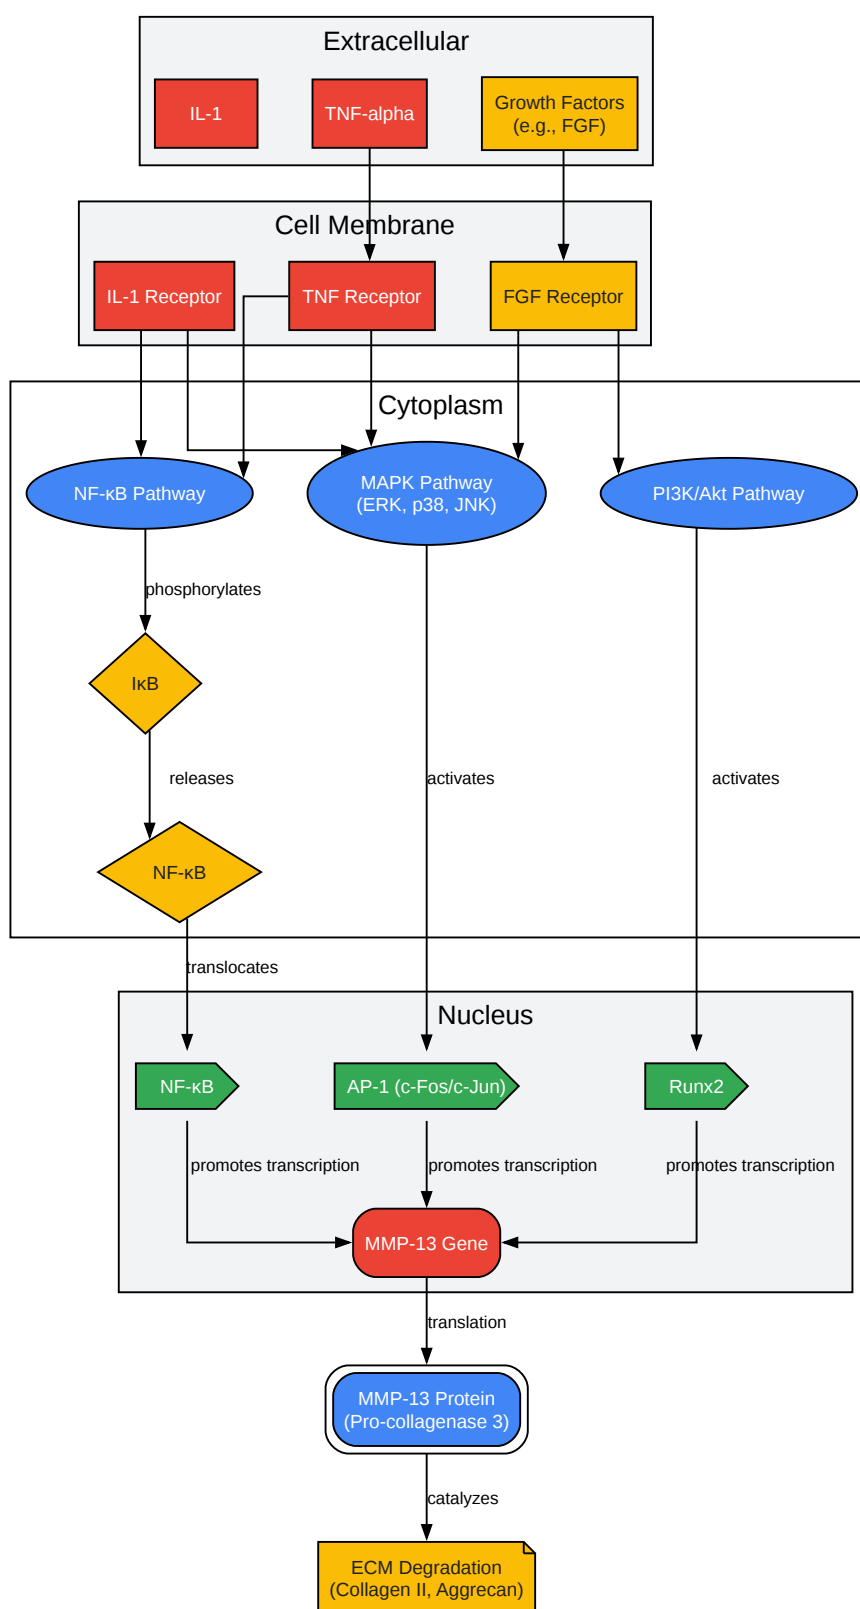 Extracellular
IL-1
TNF-alpha
Growth Factors
(e.g., FGF)
Cell Membrane
IL-1 Receptor
TNF Receptor
FGF Receptor
Cytoplasm
NF-κB Pathway
MAPK Pathway
(ERK, p38, JNK)
PI3K/Akt Pathway
phosphorylates
IκB
releases
activates
activates
NF-κB
translocates
Nucleus
NF-κB
AP-1 (c-Fos/c-Jun)
Runx2
promotes transcription
promotes transcription
promotes transcription
MMP-13 Gene
translation
MMP-13 Protein
(Pro-collagenase 3)
catalyzes
ECM Degradation
(Collagen II, Aggrecan)